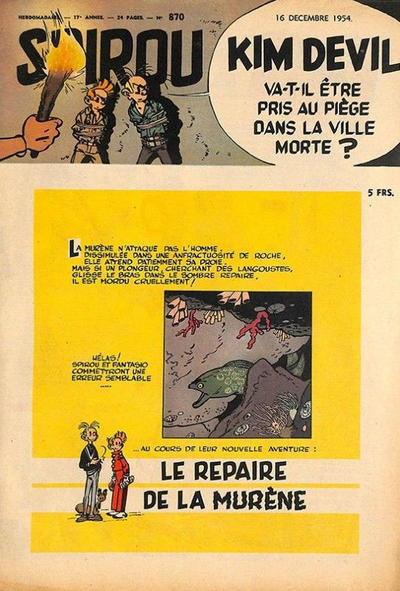 HEBDOMADAIRE. — 17e ANNEE. — 24 PAGES. — No 870
16 DECEMBRE 1954.
SPIROU
KIM DEVIL
VA-T-IL ÊTRE
PRIS AU PIÈGE
DANS LA VILLE
MORTE ?
5 FRS.
LA MURÈNE N'ATTAQUE PAS L'HOMME.
DISSIMULÉE DANS UNE ANFRACTUOSITÉ DE ROCHE,
ELLE ATTEND PATIEMMENT SA PROIE.
MAIS SI UN PLONGEUR, CHERCHANT DES LANGOUSTES,
GLISSE LE BRAS DANS LE SOMBRE REPAIRE,
IL EST MORDU CRUELLEMENT !
HÉLAS !
SPIROU ET FANTASIO
COMMETTRONT UNE
ERREUR SEMBLABLE
.....
...AU COURS DE LEUR NOUVELLE AVENTURE :
LE REPAIRE
DE LA MURÈNE